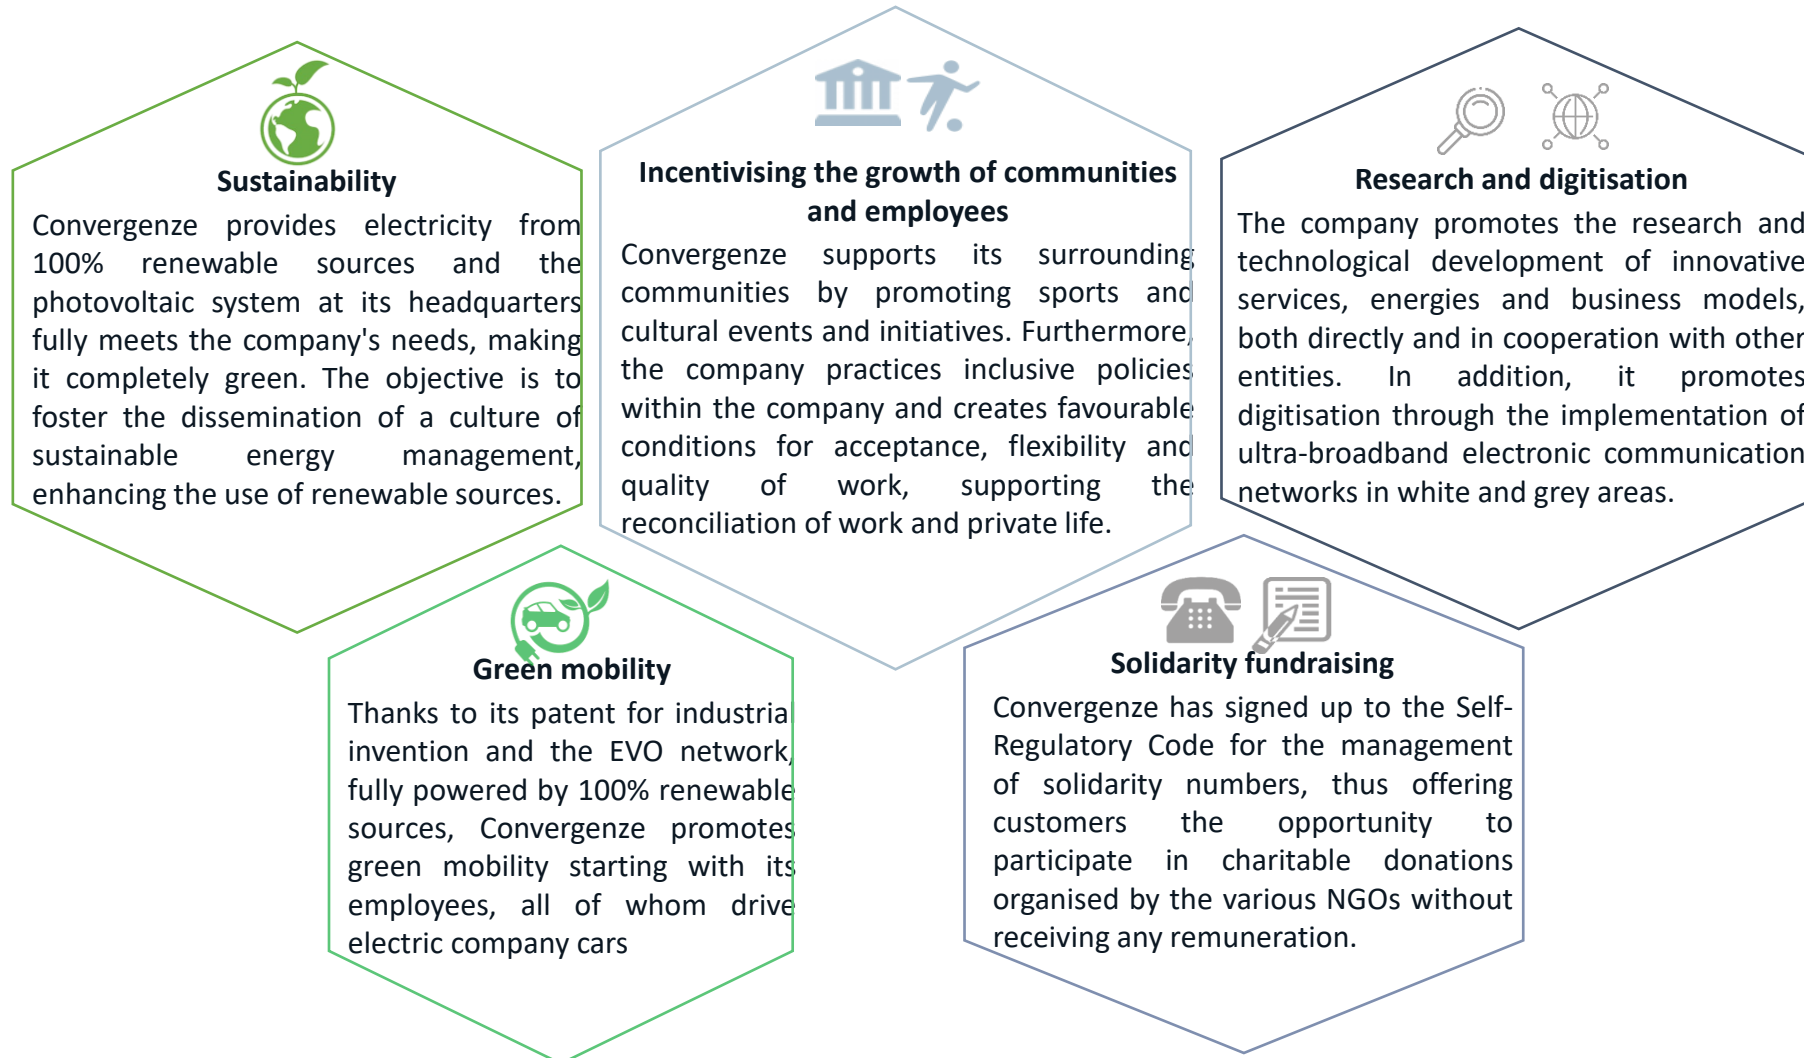 Sustainability
Convergenze provides electricity from
100% renewable sources and the
photovoltaic system at its headquarters
fully meets the company's needs, making
it completely green. The objective is to
foster the dissemination of a culture of
sustainable energy management,
enhancing the use of renewable sources.
Incentivising the growth of communities
and employees
Convergenze supports its surrounding
communities by promoting sports and
cultural events and initiatives. Furthermore,
the company practices inclusive policies
within the company and creates favourable
conditions for acceptance, flexibility and
quality of work, supporting the
reconciliation of work and private life.
Research and digitisation
The company promotes the research and
technological development of innovative
services, energies and business models,
both directly and in cooperation with other
entities. In addition, it promotes
digitisation through the implementation of
ultra-broadband electronic communication
networks in white and grey areas.
Green mobility
Thanks to its patent for industrial
invention and the EVO network,
fully powered by 100% renewable
sources, Convergenze promotes
green mobility starting with its
employees, all of whom drive
electric company cars
Solidarity fundraising
Convergenze has signed up to the Self-
Regulatory Code for the management
of solidarity numbers, thus offering
customers the opportunity to
participate in charitable donations
organised by the various NGOs without
receiving any remuneration.